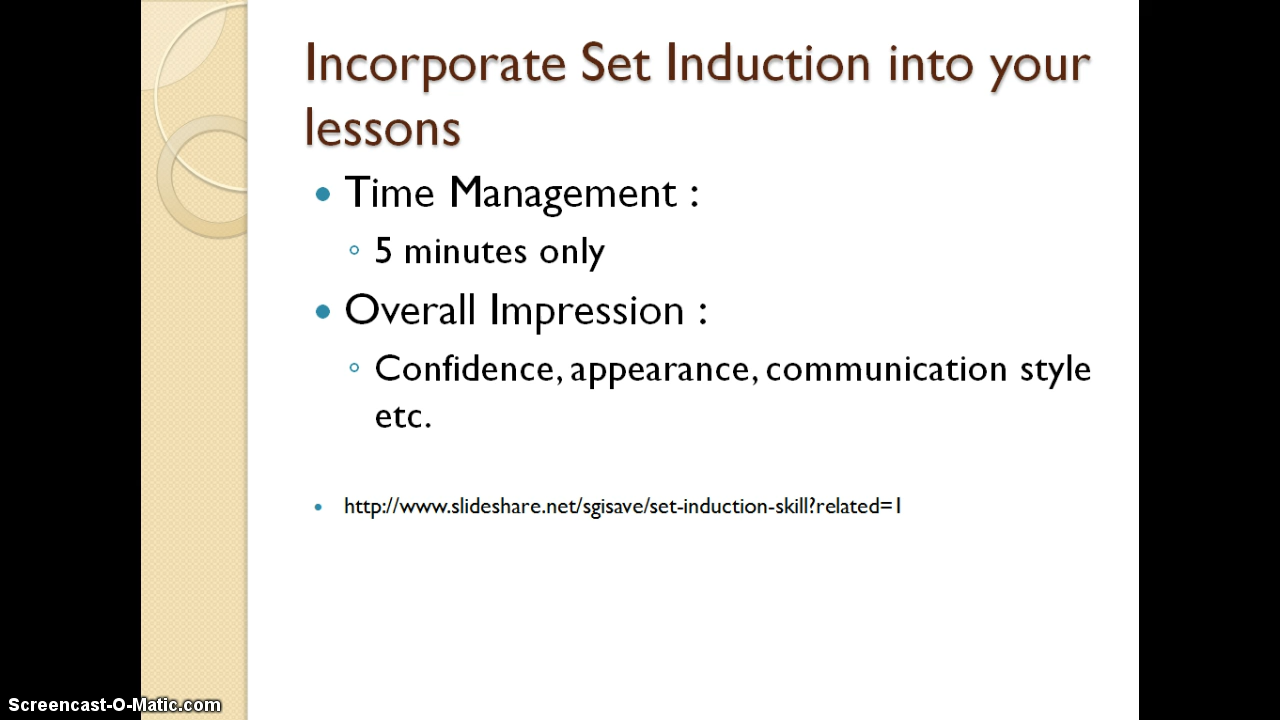 Incorporate Set Induction into your
lessons
• Time Management :
◦ 5 minutes only
• Overall Impression :
◦ Confidence, appearance, communication style
etc.
• http://www.slideshare.net/sgisave/set-induction-skill?related=1
Screencast-O-Matic.com